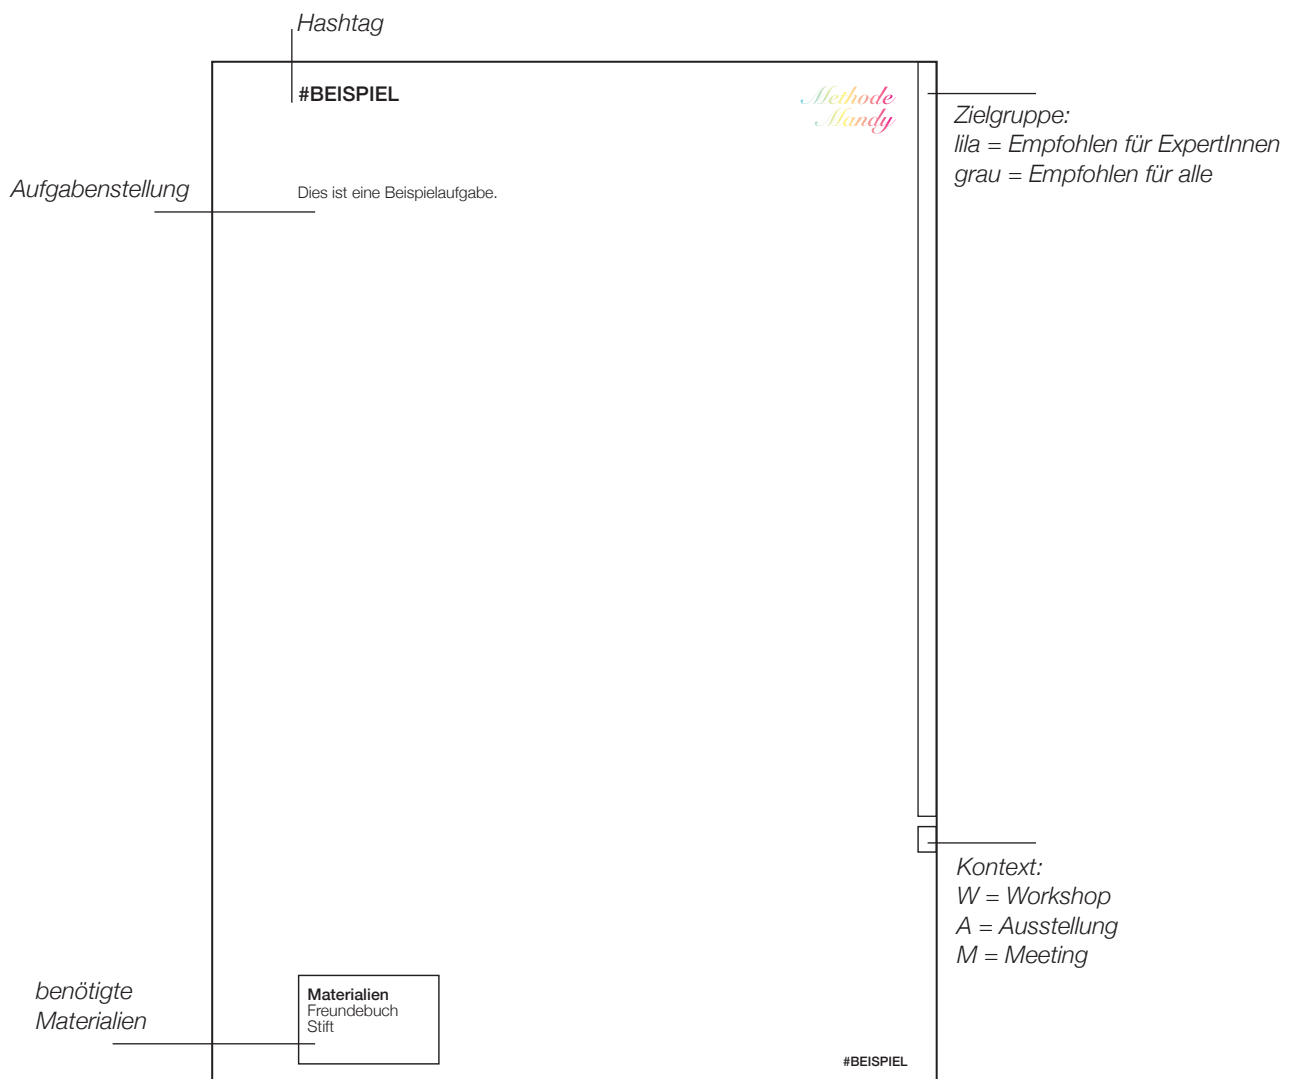 Hashtag
#BEISPIEL
Methode
Mandy
Zielgruppe:
lila = Empfohlen für ExpertInnen
grau = Empfohlen für alle
Aufgabenstellung
Dies ist eine Beispielaufgabe.
Kontext:
W = Workshop
A = Ausstellung
M = Meeting
benötigte
Materialien
Materialien
Freundebuch
Stift
#BEISPIEL